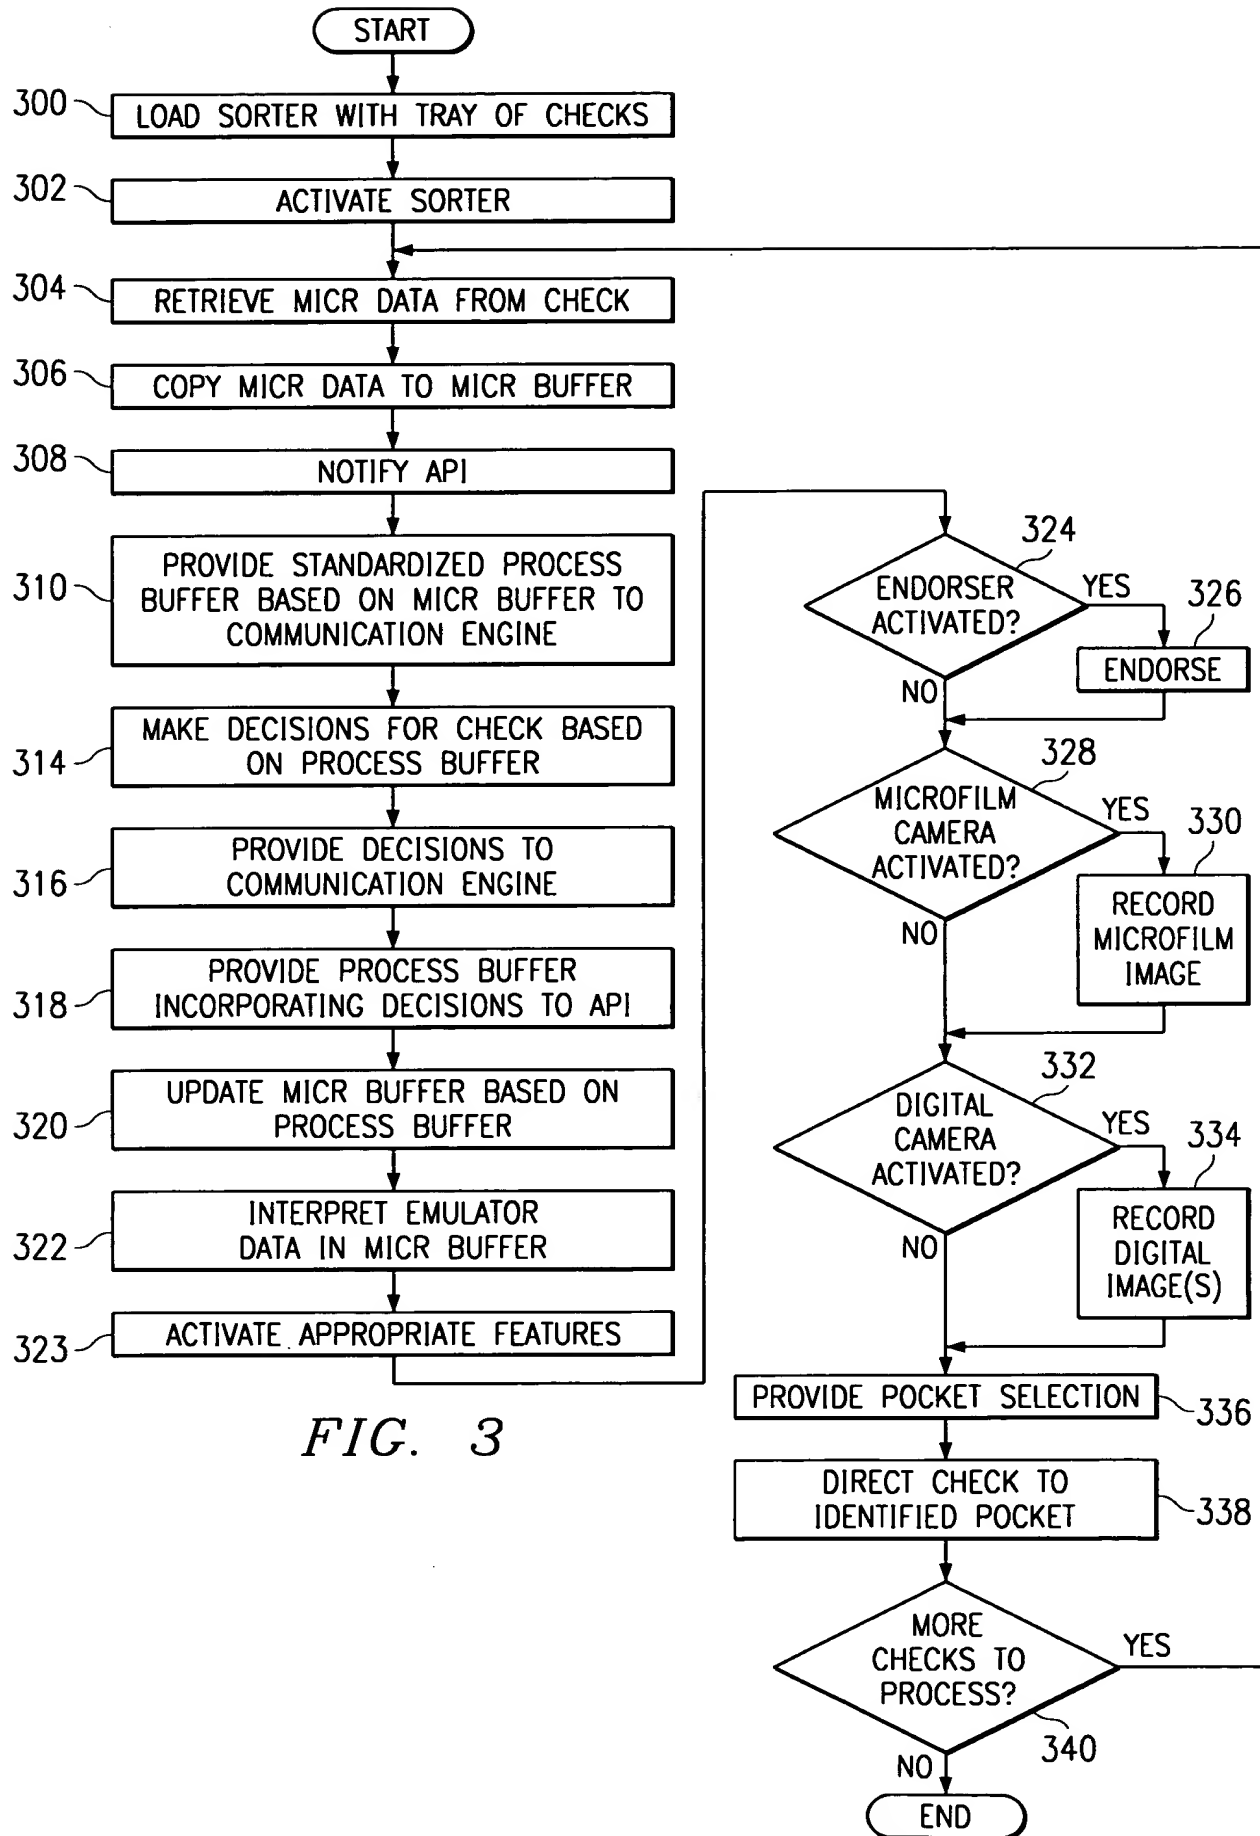 START
300
LOAD SORTER WITH TRAY OF CHECKS
302
ACTIVATE SORTER
304
RETRIEVE MICR DATA FROM CHECK
306
COPY MICR DATA TO MICR BUFFER
308
NOTIFY API
310
PROVIDE STANDARDIZED PROCESS
BUFFER BASED ON MICR BUFFER TO
COMMUNICATION ENGINE
314
MAKE DECISIONS FOR CHECK BASED
ON PROCESS BUFFER
316
PROVIDE DECISIONS TO
COMMUNICATION ENGINE
318
PROVIDE PROCESS BUFFER
INCORPORATING DECISIONS TO API
320
UPDATE MICR BUFFER BASED ON
PROCESS BUFFER
322
INTERPRET EMULATOR
DATA IN MICR BUFFER
323
ACTIVATE APPROPRIATE FEATURES
FIG. 3
324
ENDORSER
ACTIVATED?
YES
326
ENDORSE
NO
328
MICROFILM
CAMERA
ACTIVATED?
YES
330
RECORD
MICROFILM
IMAGE
NO
332
DIGITAL
CAMERA
ACTIVATED?
YES
334
RECORD
DIGITAL
IMAGE(S)
NO
PROVIDE POCKET SELECTION
336
DIRECT CHECK TO
IDENTIFIED POCKET
338
MORE
CHECKS TO
PROCESS?
YES
340
NO
END